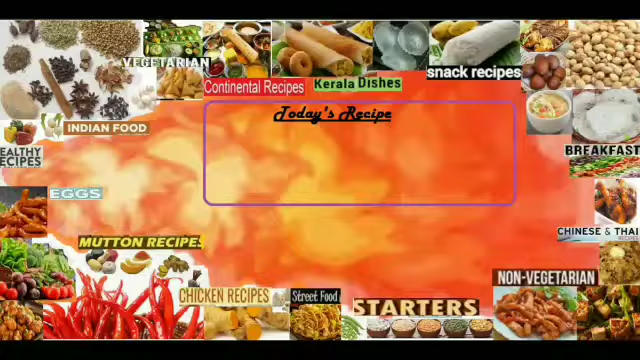 VEGETARIAN
Continental Recipes
Kerala Dishes
snack recipes
Today's Recipe
INDIAN FOOD
EALTHY
ECIPES
BREAKFAST
EGGS
CHINESE & THAI
RECIPES
MUTTON RECIPES
NON-VEGETARIAN
CHICKEN RECIPES
Street Food
STARTERS